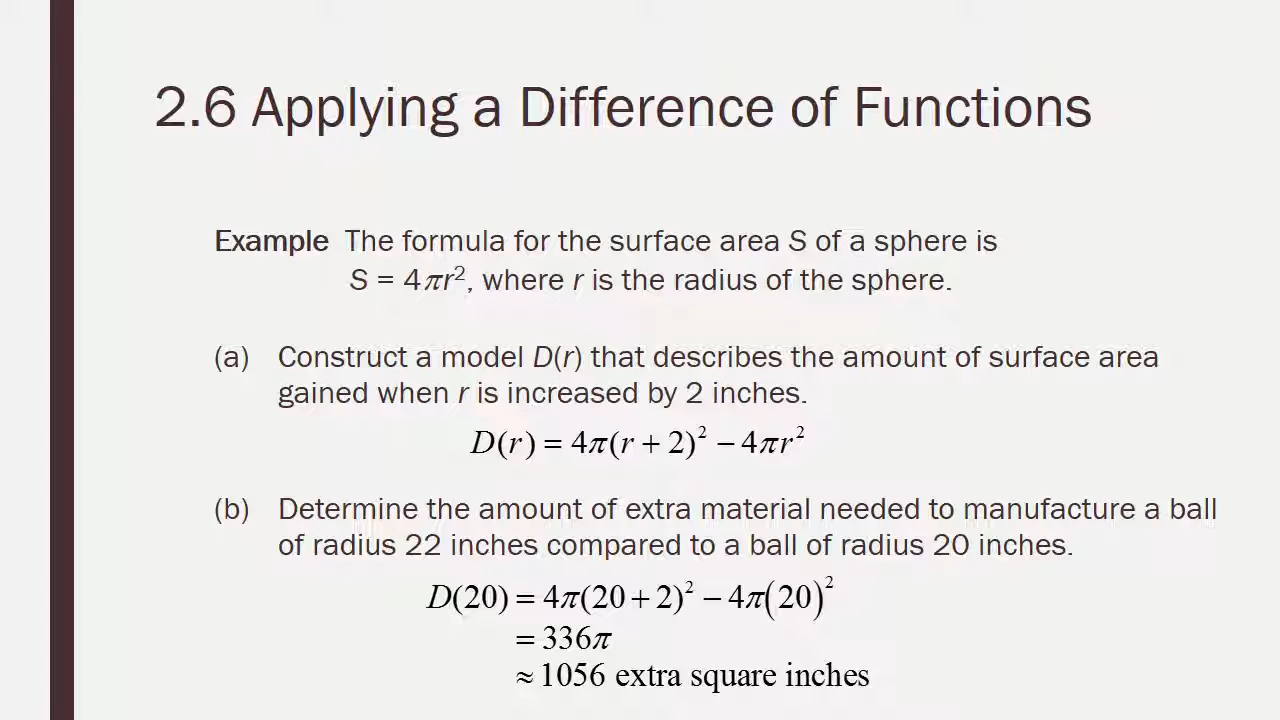 2.6 Applying a Difference of Functions
Example The formula for the surface area S of a sphere is
S = 4πr², where r is the radius of the sphere.
(a) Construct a model D(r) that describes the amount of surface area
gained when r is increased by 2 inches.
D(r) = 4π(r + 2)² − 4πr²
(b) Determine the amount of extra material needed to manufacture a ball
of radius 22 inches compared to a ball of radius 20 inches.
D(20) = 4π(20 + 2)² − 4π(20)²
= 336π
≈ 1056 extra square inches